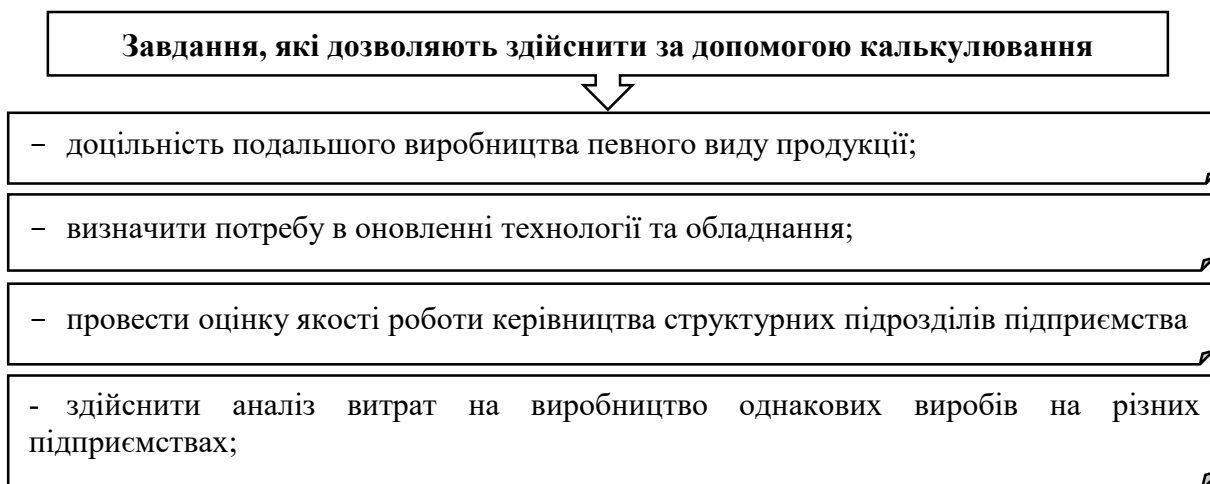 Завдання, які дозволяють здійснити за допомогою калькулювання
− доцільність подальшого виробництва певного виду продукції;
− визначити потребу в оновленні технології та обладнання;
− провести оцінку якості роботи керівництва структурних підрозділів підприємства
- здійснити аналіз витрат на виробництво однакових виробів на різних
підприємствах;